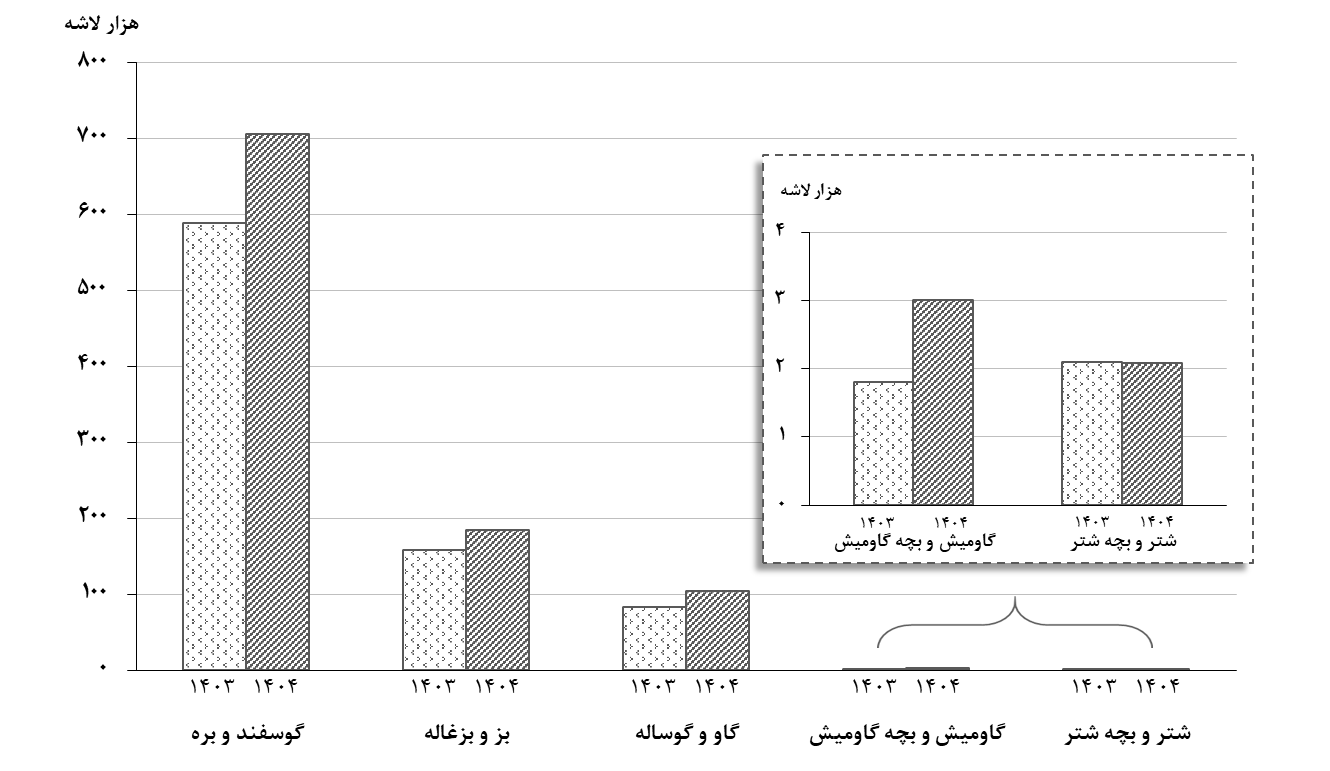 هزار لاشه
۸۰۰
۷۰۰
۶۰۰
۵۰۰
۴۰۰
۳۰۰
۲۰۰
۱۰۰
۰
هزار لاشه
۴
۳
۲
۱
۰
۱۴۰۳ ۱۴۰۴ ۱۴۰۳ ۱۴۰۴
گاومیش و بچه گاومیش
شتر و بچه شتر
۱۴۰۳ ۱۴۰۴ ۱۴۰۳ ۱۴۰۴ ۱۴۰۳ ۱۴۰۴ ۱۴۰۳ ۱۴۰۴ ۱۴۰۳ ۱۴۰۴
گوسفند و بره
بز و بزغاله
گاو و گوساله
گاومیش و بچه گاومیش
شتر و بچه شتر